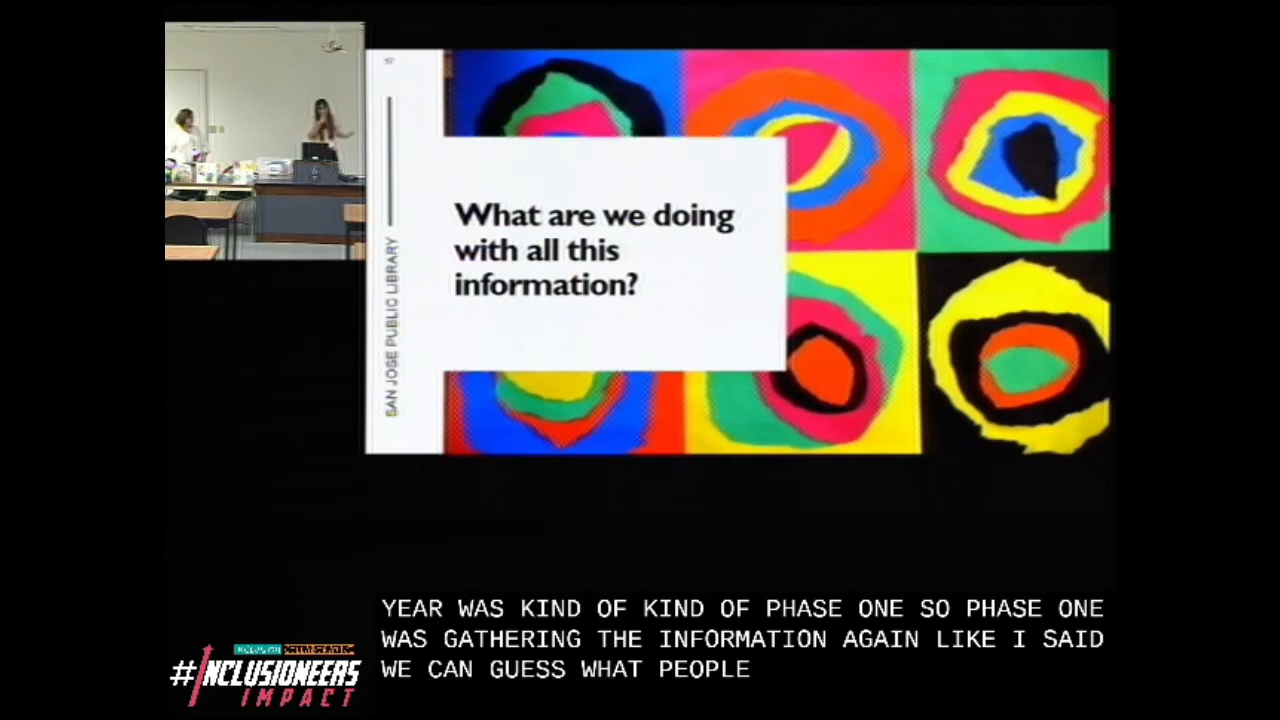 SAN JOSE PUBLIC LIBRARY
What are we doing
with all this
information?
YEAR WAS KIND OF KIND OF PHASE ONE SO PHASE ONE
WAS GATHERING THE INFORMATION AGAIN LIKE I SAID
WE CAN GUESS WHAT PEOPLE
#INCLUSIONEERS
IMPACT